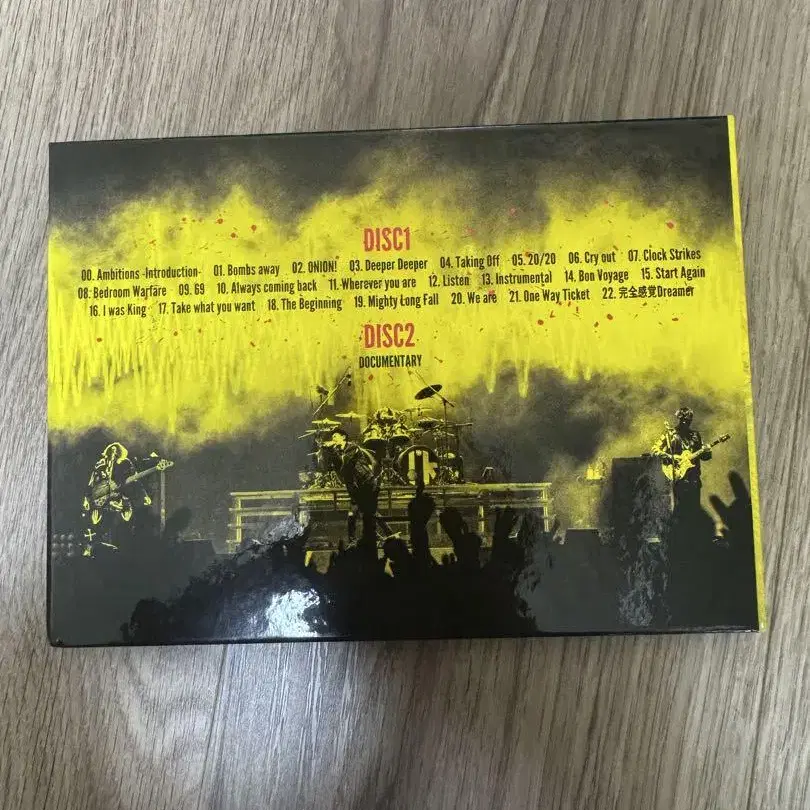 DISC1
00. Ambitions -Introduction- 01. Bombs away 02. ONION! 03. Deeper Deeper 04. Taking Off 05. 20/20 06. Cry out 07. Clock Strikes
08. Bedroom Warfare 09. 69 10. Always coming back 11. Wherever you are 12. Listen 13. Instrumental 14. Bon Voyage 15. Start Again
16. I was King 17. Take what you want 18. The Beginning 19. Mighty Long Fall 20. We are 21. One Way Ticket 22. 完全感覚Dreamer
DISC2
DOCUMENTARY